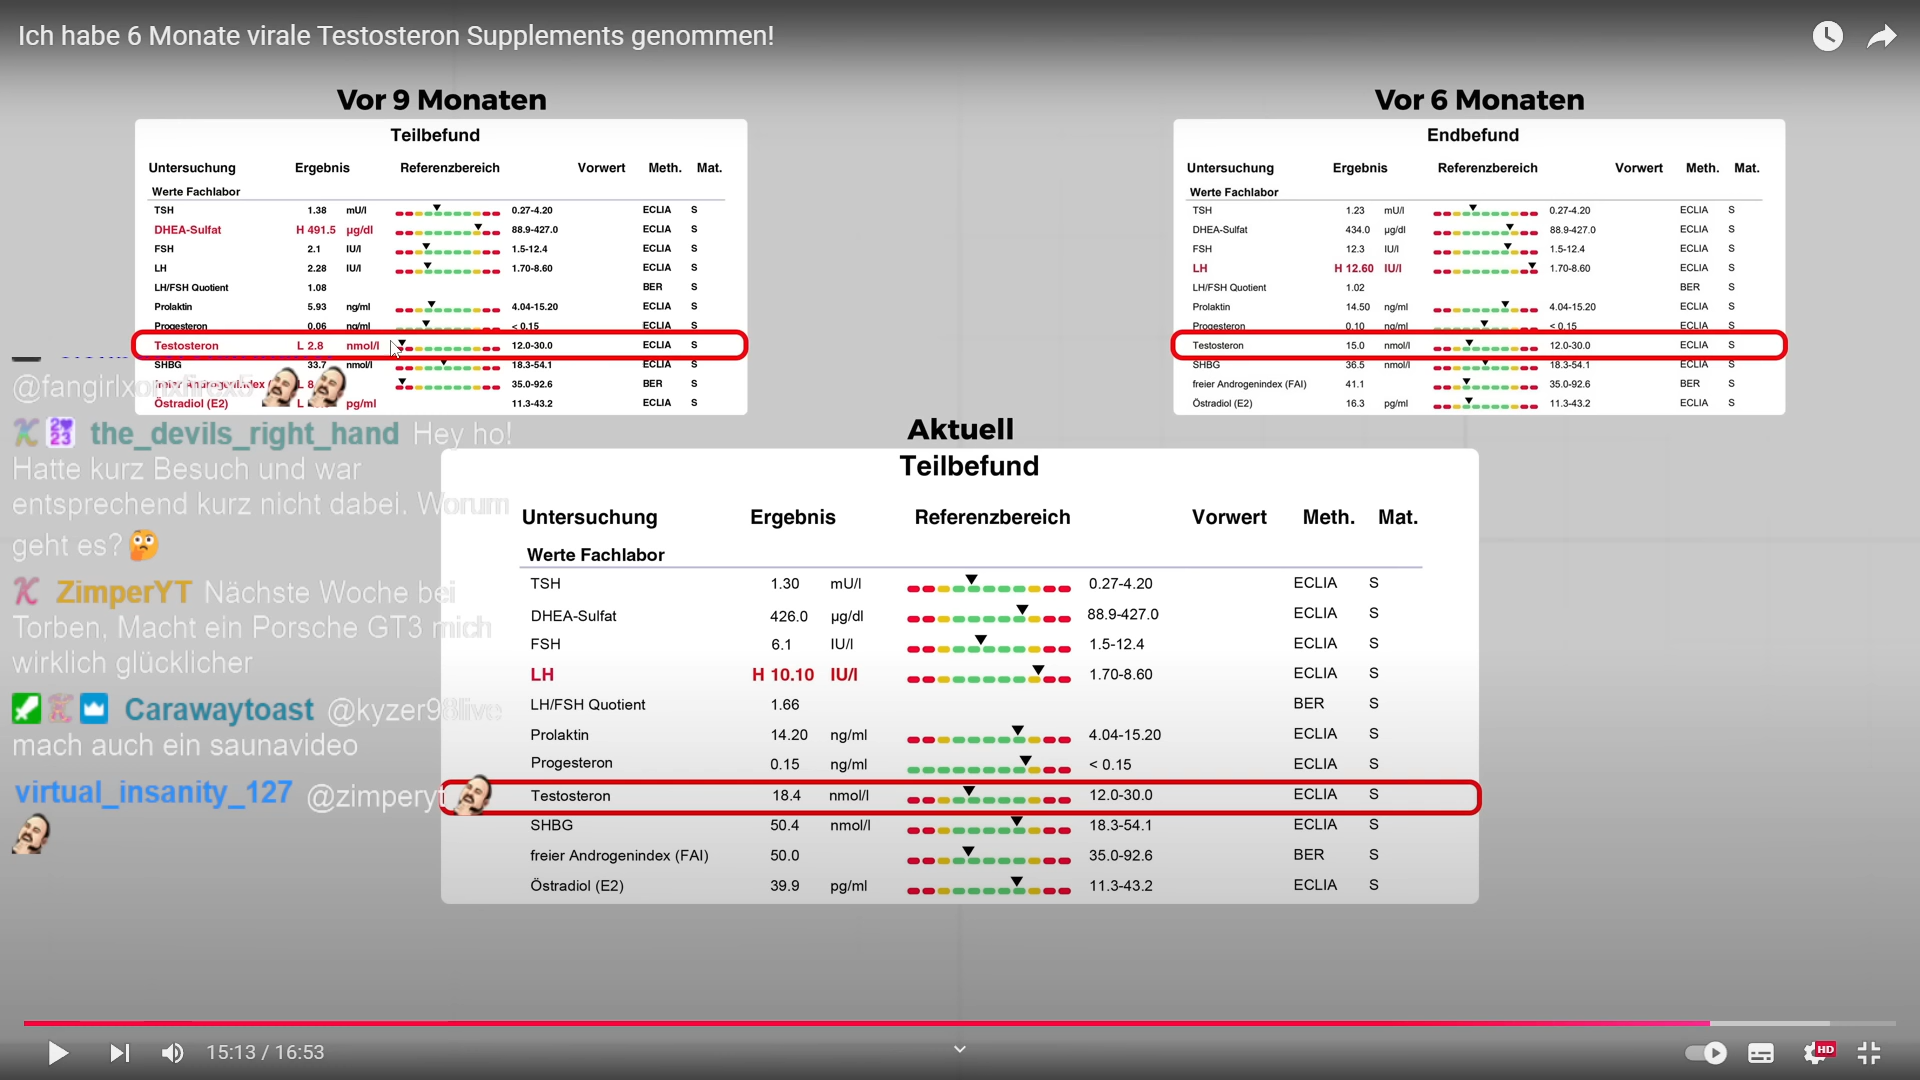 Ich habe 6 Monate virale Testosteron Supplements genommen!
Vor 9 Monaten
Teilbefund
Untersuchung Ergebnis Referenzbereich Vorwert Meth. Mat.
Werte Fachlabor
TSH 1.38 mU/l 0.27-4.20 ECLIA S
DHEA-Sulfat H 491.5 µg/dl 88.9-427.0 ECLIA S
FSH 2.1 IU/l 1.5-12.4 ECLIA S
LH 2.28 IU/l 1.70-8.60 ECLIA S
LH/FSH Quotient 1.08 BER S
Prolaktin 5.93 ng/ml 4.04-15.20 ECLIA S
Progesteron 0.06 ng/ml < 0.15 ECLIA S
Testosteron L 2.8 nmol/l 12.0-30.0 ECLIA S
SHBG 33.7 nmol/l 18.3-54.1 ECLIA S
freier Androgenindex L 35.0-92.6 BER S
Östradiol (E2) L pg/ml 11.3-43.2 ECLIA S
Vor 6 Monaten
Endbefund
Untersuchung Ergebnis Referenzbereich Vorwert Meth. Mat.
Werte Fachlabor
TSH 1.23 mU/l 0.27-4.20 ECLIA S
DHEA-Sulfat 434.0 µg/dl 88.9-427.0 ECLIA S
FSH 12.3 IU/l 1.5-12.4 ECLIA S
LH H 12.60 IU/l 1.70-8.60 ECLIA S
LH/FSH Quotient 1.02 BER S
Prolaktin 14.50 ng/ml 4.04-15.20 ECLIA S
Progesteron 0.10 ng/ml < 0.15 ECLIA S
Testosteron 15.0 nmol/l 12.0-30.0 ECLIA S
SHBG 36.5 nmol/l 18.3-54.1 ECLIA S
freier Androgenindex (FAI) 41.1 35.0-92.6 BER S
Östradiol (E2) 16.3 pg/ml 11.3-43.2 ECLIA S
Aktuell
Teilbefund
Untersuchung Ergebnis Referenzbereich Vorwert Meth. Mat.
Werte Fachlabor
TSH 1.30 mU/l 0.27-4.20 ECLIA S
DHEA-Sulfat 426.0 µg/dl 88.9-427.0 ECLIA S
FSH 6.1 IU/l 1.5-12.4 ECLIA S
LH H 10.10 IU/l 1.70-8.60 ECLIA S
LH/FSH Quotient 1.66 BER S
Prolaktin 14.20 ng/ml 4.04-15.20 ECLIA S
Progesteron 0.15 ng/ml < 0.15 ECLIA S
Testosteron 18.4 nmol/l 12.0-30.0 ECLIA S
SHBG 50.4 nmol/l 18.3-54.1 ECLIA S
freier Androgenindex (FAI) 50.0 35.0-92.6 BER S
Östradiol (E2) 39.9 pg/ml 11.3-43.2 ECLIA S
the_devils_right_hand Hey ho!
Hatte kurz Besuch und war
entsprechend kurz nicht dabei. Worum
geht es?
ZimperYT Nächste Woche bei
Torben, Macht ein Porsche GT3 mich
wirklich glücklicher
Carawaytoast @kyzer98live
mach auch ein saunavideo
virtual_insanity_127 @zimperyt
15:13 / 16:53
HD